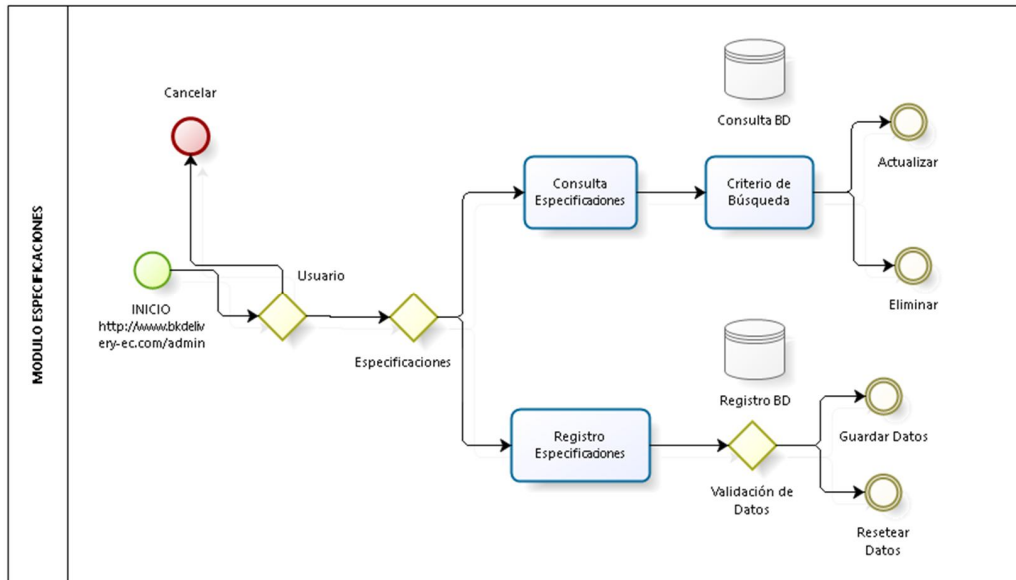 MODULO ESPECIFICACIONES
Cancelar
INICIO
http://www.bkdeliv
ery-ec.com/admin
Usuario
Especificaciones
Consulta
Especificaciones
Consulta BD
Criterio de
Búsqueda
Actualizar
Eliminar
Registro
Especificaciones
Registro BD
Validación de
Datos
Guardar Datos
Resetear
Datos